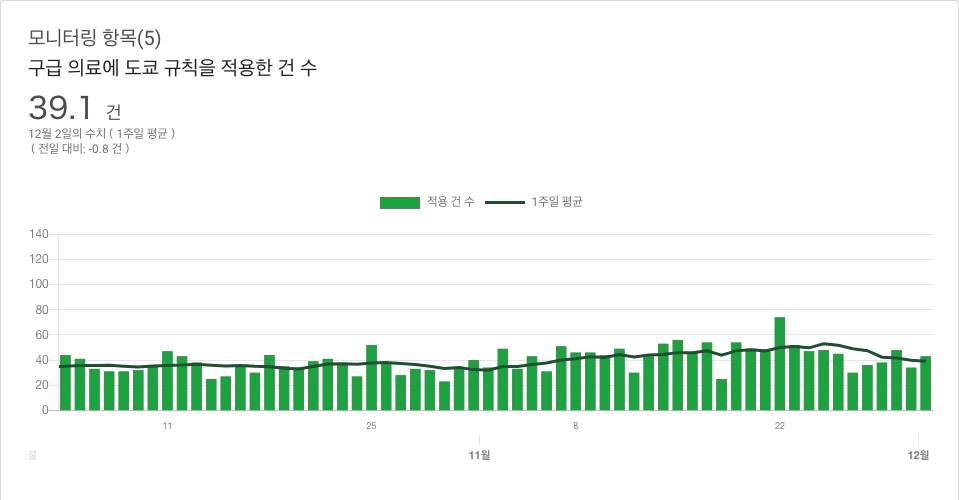 모니터링 항목(5)
구급 의료에 도쿄 규칙을 적용한 건 수
39.1 건
12월 2일의 수치 ( 1주일 평균 )
( 전일 대비: -0.8 건 )
적용 건 수 1주일 평균
140
120
100
80
60
40
20
0
11 25 8 22
월 11월 12월